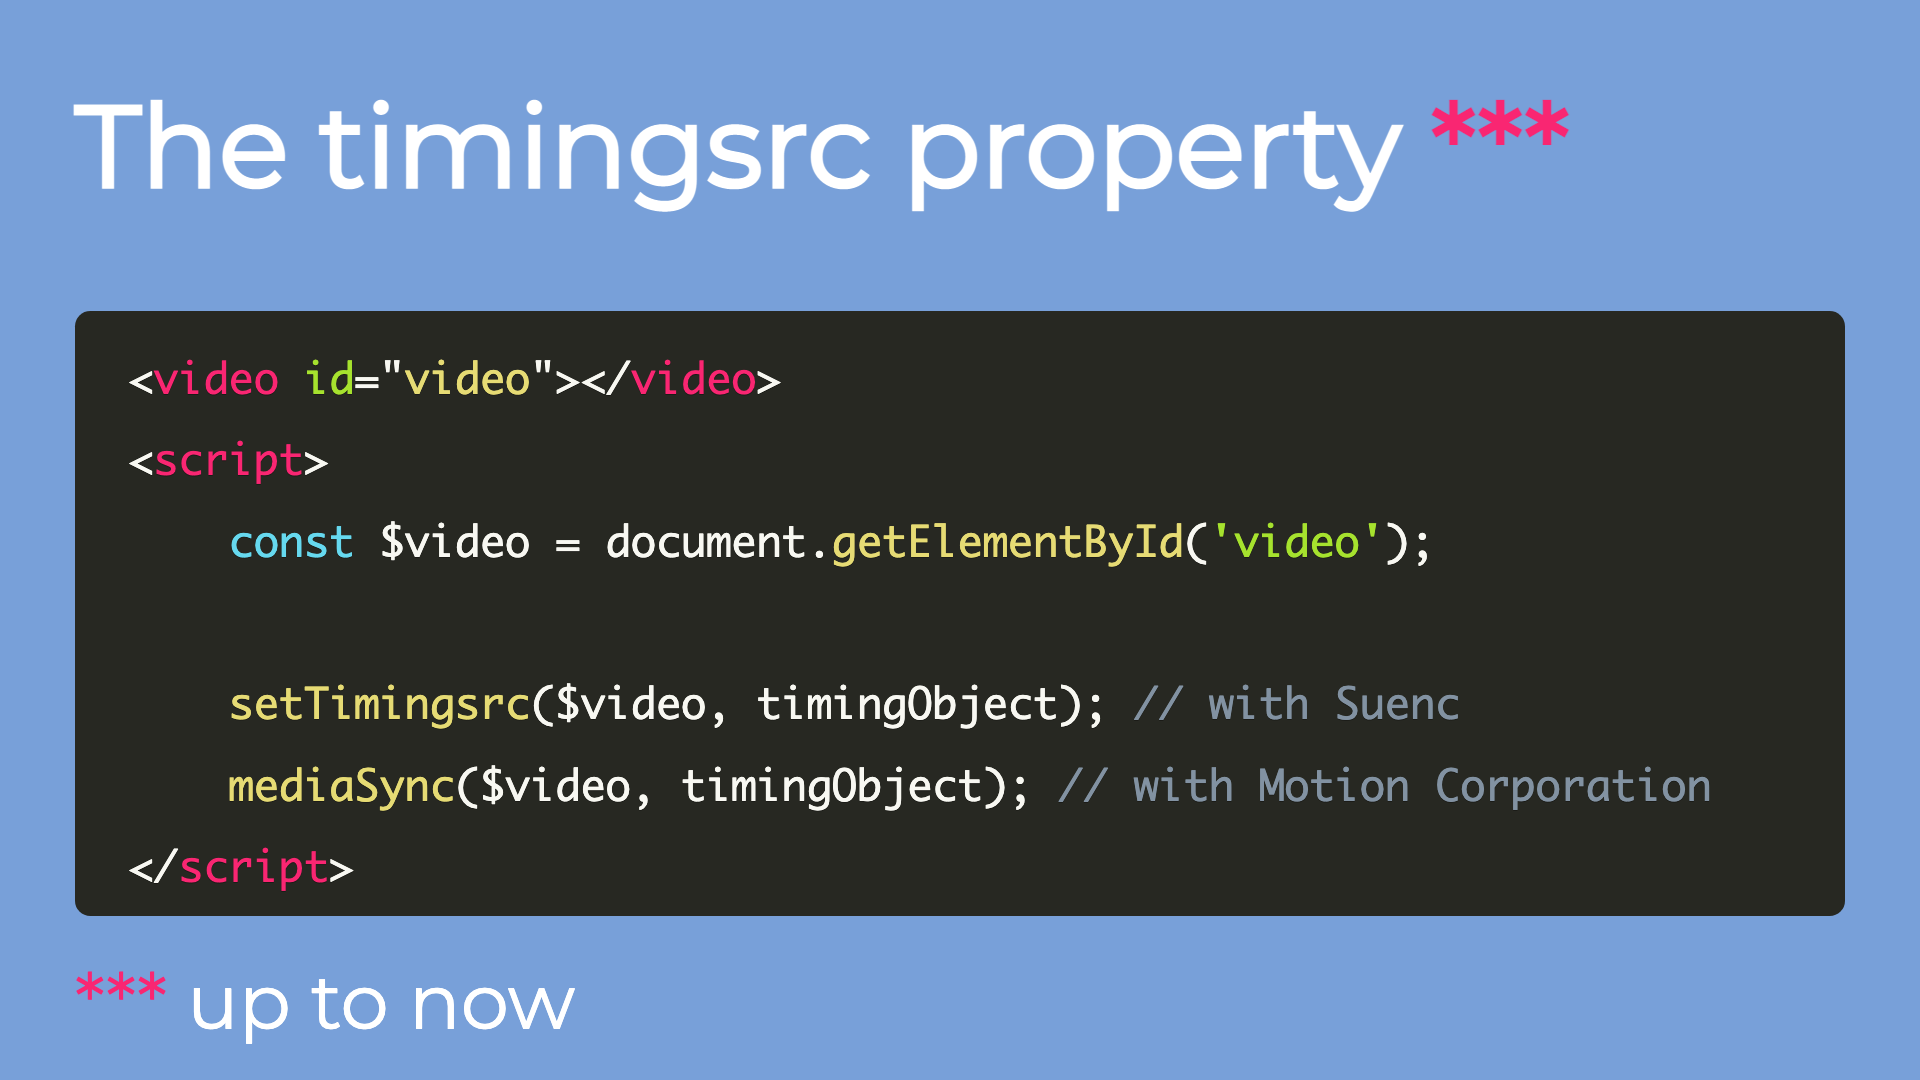 The timingsrc property ***
<video id="video"></video>
<script>
const $video = document.getElementById('video');
setTimingsrc($video, timingObject); // with Suenc
mediaSync($video, timingObject); // with Motion Corporation
</script>
*** up to now